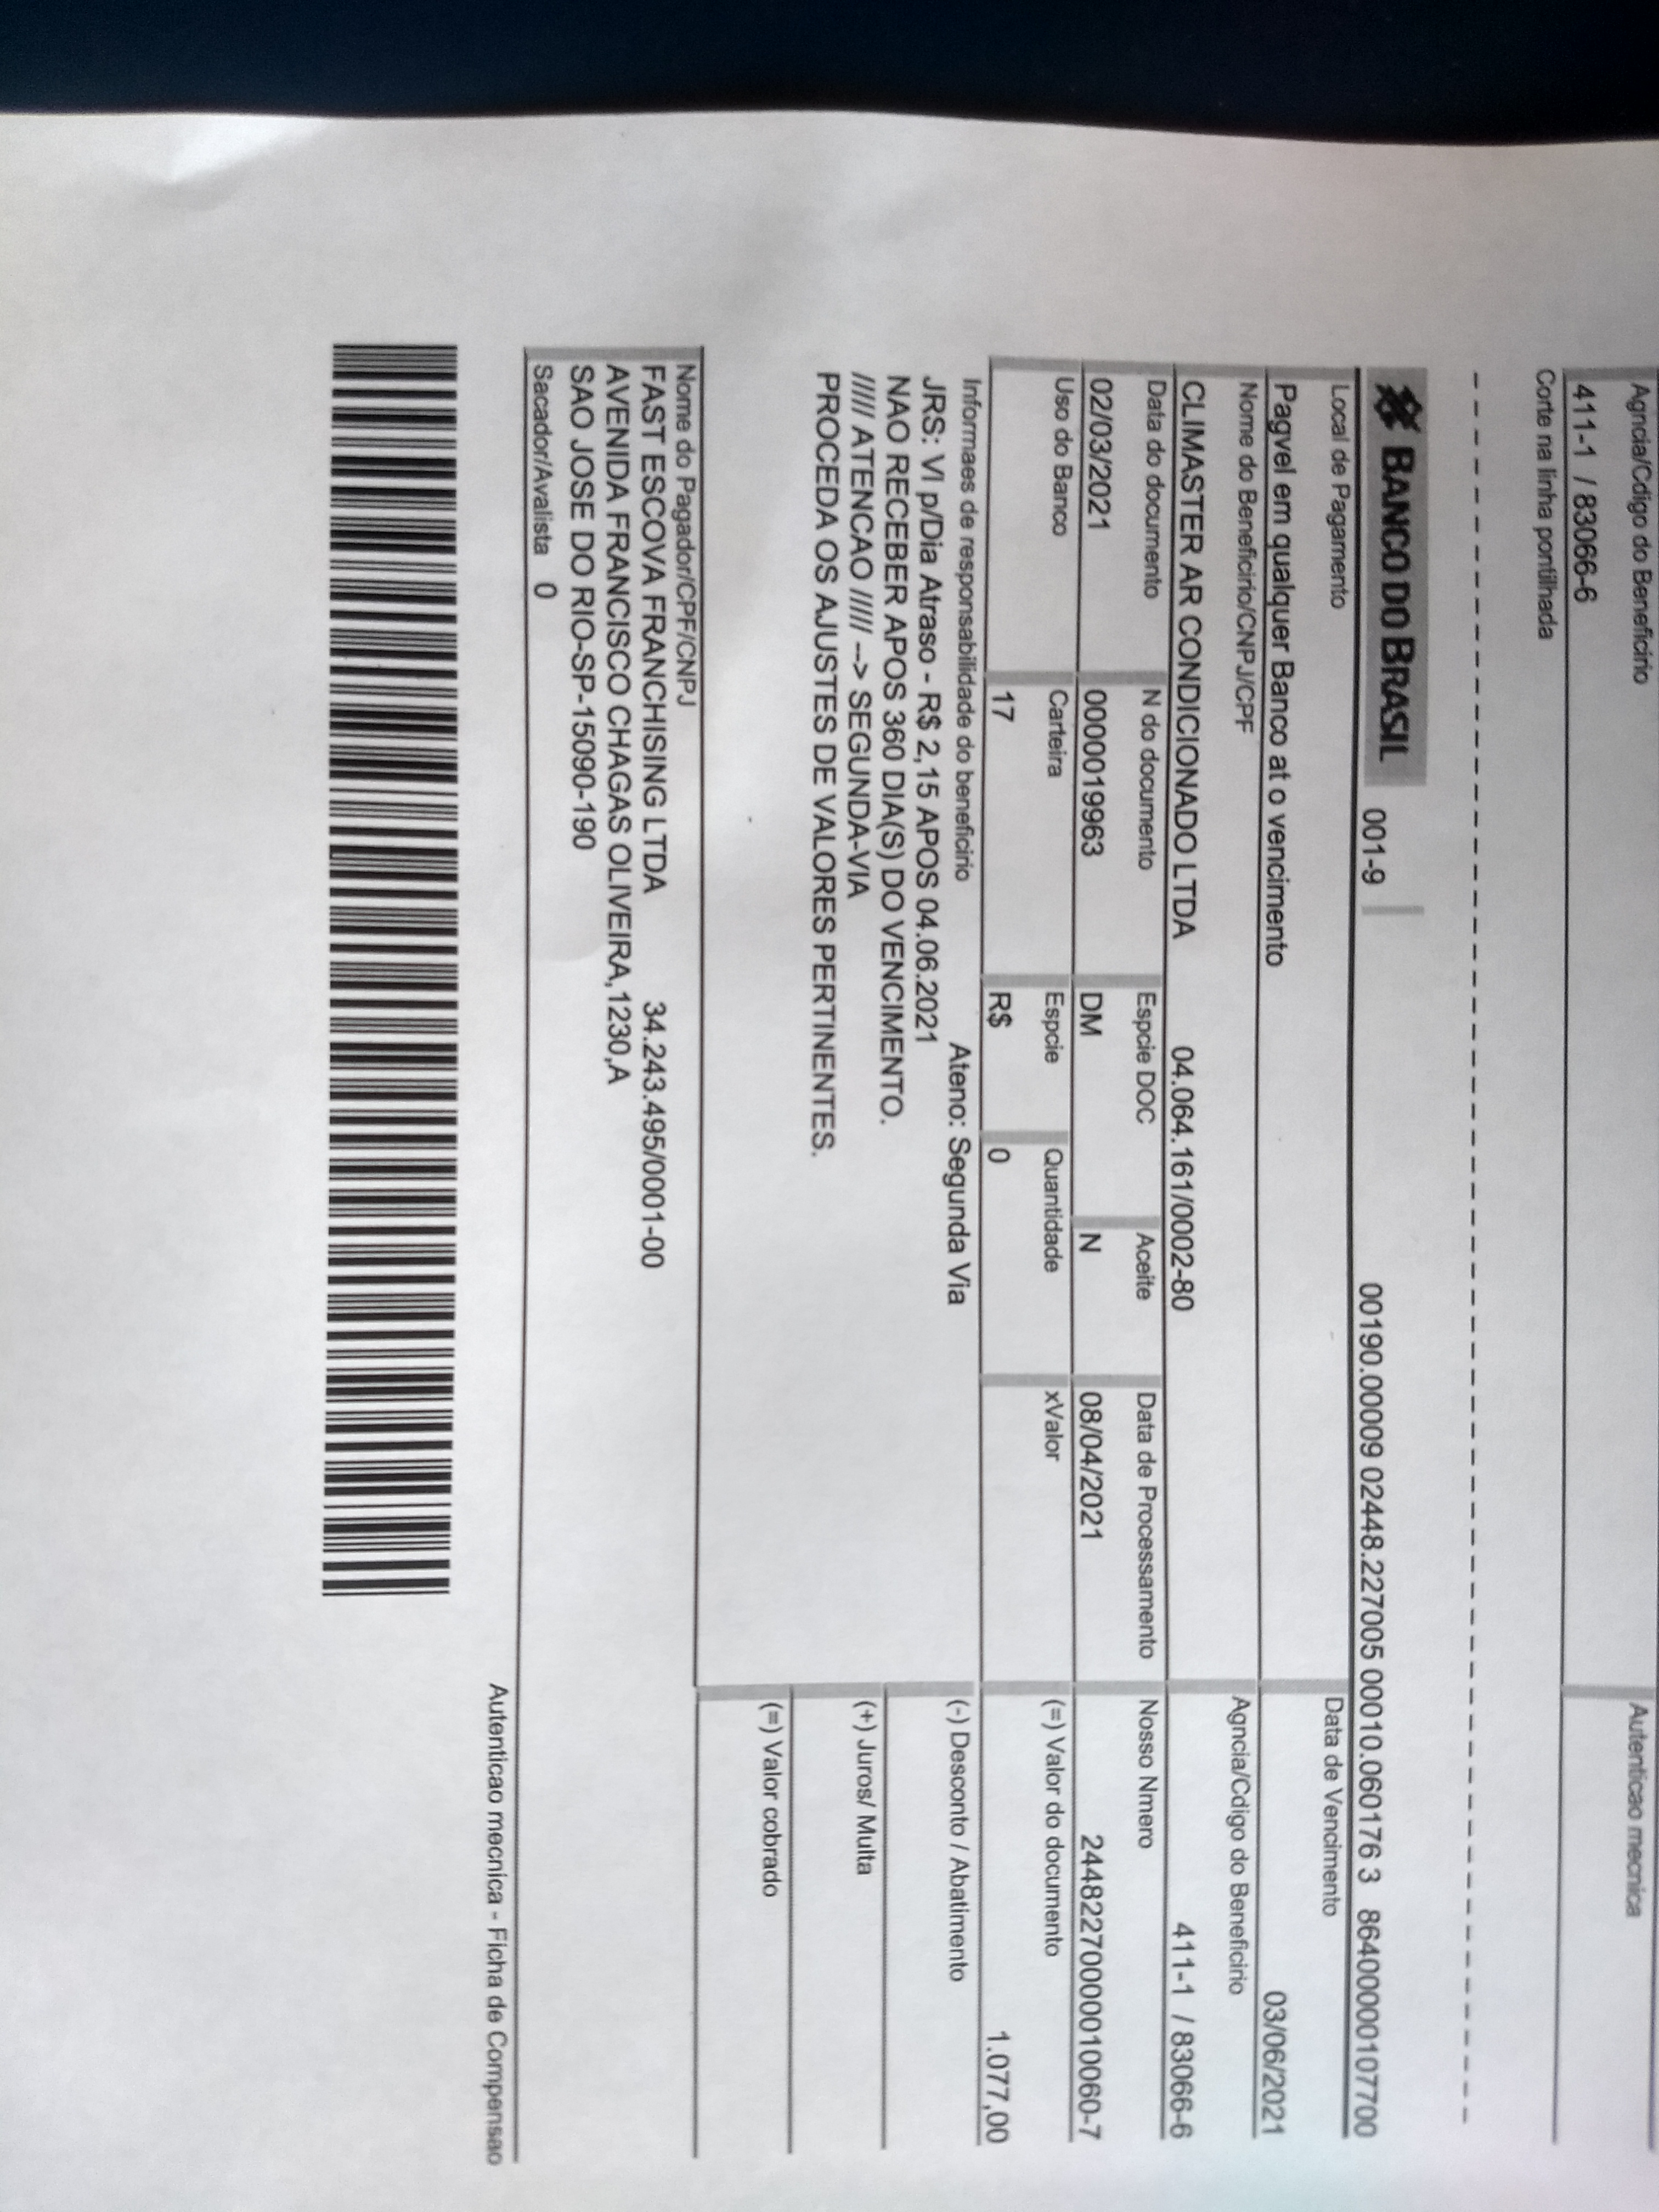 Agncia/Cdigo do Beneficirio Autenticao mecnica
411-1 / 83066-6
Corte na linha pontilhada
BANCO DO BRASIL 001-9 00190.00009 02448.227005 00010.060176 3 86400000107700
Local de Pagamento Data de Vencimento
Pagvel em qualquer Banco at o vencimento 03/06/2021
Nome do Beneficirio/CNPJ/CPF Agncia/Cdigo do Beneficirio
CLIMASTER AR CONDICIONADO LTDA 04.064.161/0002-80 411-1 / 83066-6
Data do documento N do documento Espcie DOC Aceite Data de Processamento Nosso Nmero
02/03/2021 0000019963 DM N 08/04/2021 24482270000010060-7
Uso do Banco Carteira Espcie Quantidade xValor (=) Valor do documento
17 R$ 0 1.077,00
Informaes de responsabilidade do beneficirio Ateno: Segunda Via (-) Desconto / Abatimento
JRS: Vl p/Dia Atraso - R$ 2,15 APOS 04.06.2021
NAO RECEBER APOS 360 DIA(S) DO VENCIMENTO.
///// ATENCAO ///// --> SEGUNDA-VIA (+) Juros/ Multa
PROCEDA OS AJUSTES DE VALORES PERTINENTES.
(=) Valor cobrado
Nome do Pagador/CPF/CNPJ
FAST ESCOVA FRANCHISING LTDA 34.243.495/0001-00
AVENIDA FRANCISCO CHAGAS OLIVEIRA,1230,A
SAO JOSE DO RIO-SP-15090-190
Sacador/Avalista 0
Autenticao mecnica - Ficha de Compensao